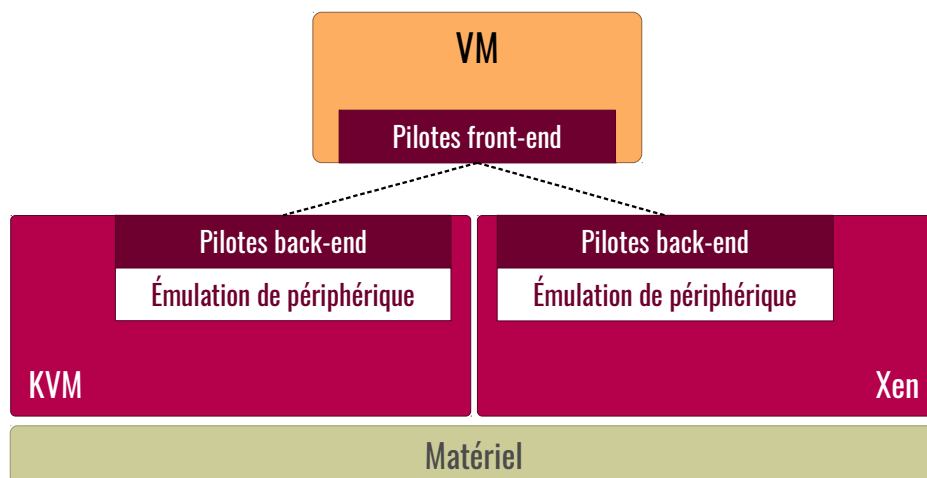 VM
Pilotes front-end
Pilotes back-end
Pilotes back-end
Émulation de périphérique
Émulation de périphérique
KVM
Xen
Matériel